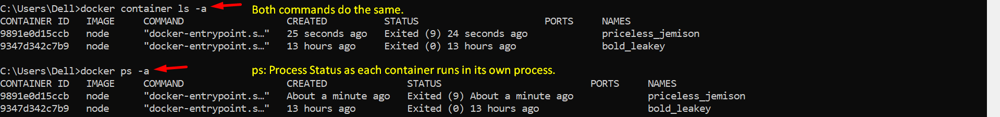 C:\Users\Dell>docker container ls -a Both commands do the same.
CONTAINER ID IMAGE COMMAND CREATED STATUS PORTS NAMES
9891e0d15ccb node "docker-entrypoint.s…" 25 seconds ago Exited (9) 24 seconds ago priceless_jemison
9347d342c7b9 node "docker-entrypoint.s…" 13 hours ago Exited (0) 13 hours ago bold_leakey
C:\Users\Dell>docker ps -a ps: Process Status as each container runs in its own process.
CONTAINER ID IMAGE COMMAND CREATED STATUS PORTS NAMES
9891e0d15ccb node "docker-entrypoint.s…" About a minute ago Exited (9) About a minute ago priceless_jemison
9347d342c7b9 node "docker-entrypoint.s…" 13 hours ago Exited (0) 13 hours ago bold_leakey